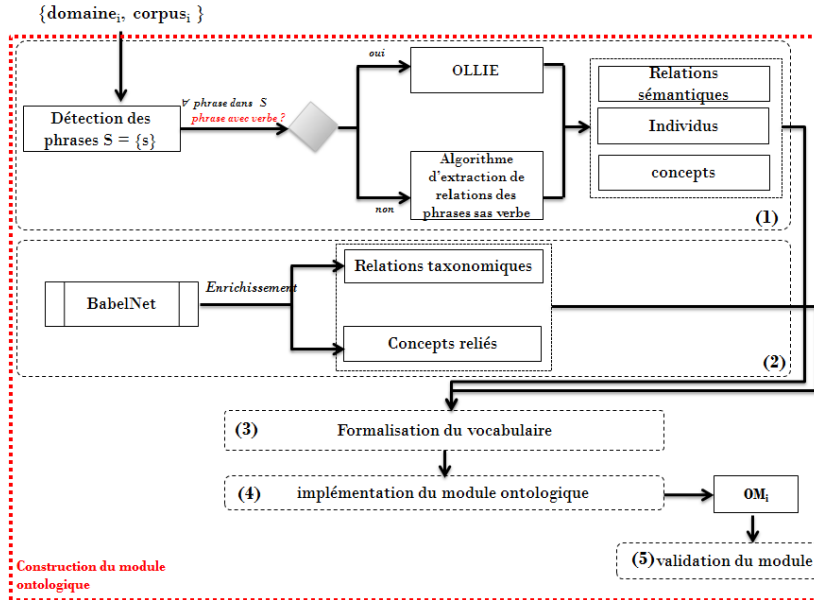 {domaineᵢ, corpusᵢ }
Détection des
phrases S = {s}
∀ phrase dans S
phrase avec verbe ?
oui
non
OLLIE
Algorithme
d'extraction de
relations des
phrases sas verbe
Relations
sémantiques
Individus
concepts
(1)
BabelNet
Enrichissement
Relations taxonomiques
Concepts reliés
(2)
(3) Formalisation du vocabulaire
(4) implémentation du module ontologique
OMᵢ
(5) validation du module
Construction du module
ontologique